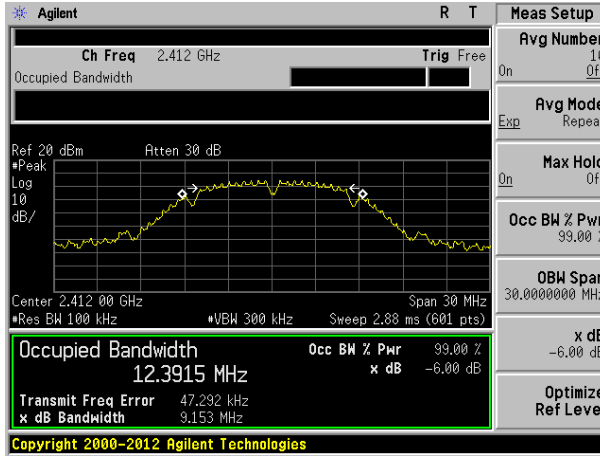 Agilent R T
Meas Setup
Ch Freq 2.412 GHz Trig Free
Occupied Bandwidth
Avg Number
On
Avg Mode
Exp
Max Hold
On
Occ BW % Pwr
99.00 %
OBW Span
30.0000000 MHz
x dB
-6.00 dB
Optimize
Ref Level
Ref 20 dBm Atten 30 dB
#Peak
Log
10
dB/
Center 2.412 00 GHz Span 30 MHz
#Res BW 100 kHz #VBW 300 kHz Sweep 2.88 ms (601 pts)
Occupied Bandwidth Occ BW % Pwr 99.00 %
12.3915 MHz x dB -6.00 dB
Transmit Freq Error 47.292 kHz
x dB Bandwidth 9.153 MHz
Copyright 2000-2012 Agilent Technologies